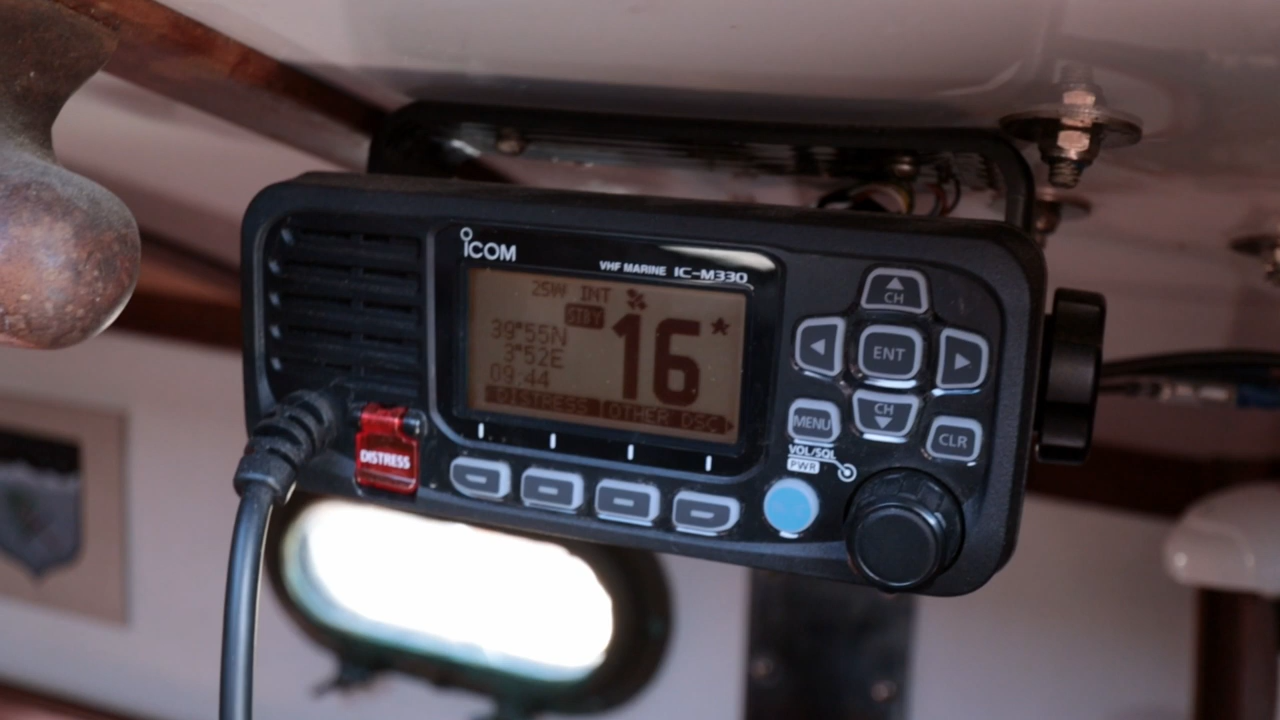 ICOM
VHF MARINE IC-M330
25W INT
STBY
16
39°55N
3°52E
09:44
DISTRESS OTHER DSC
CH
ENT
CH
MENU
CLR
VOL/SQL
PWR
DISTRESS